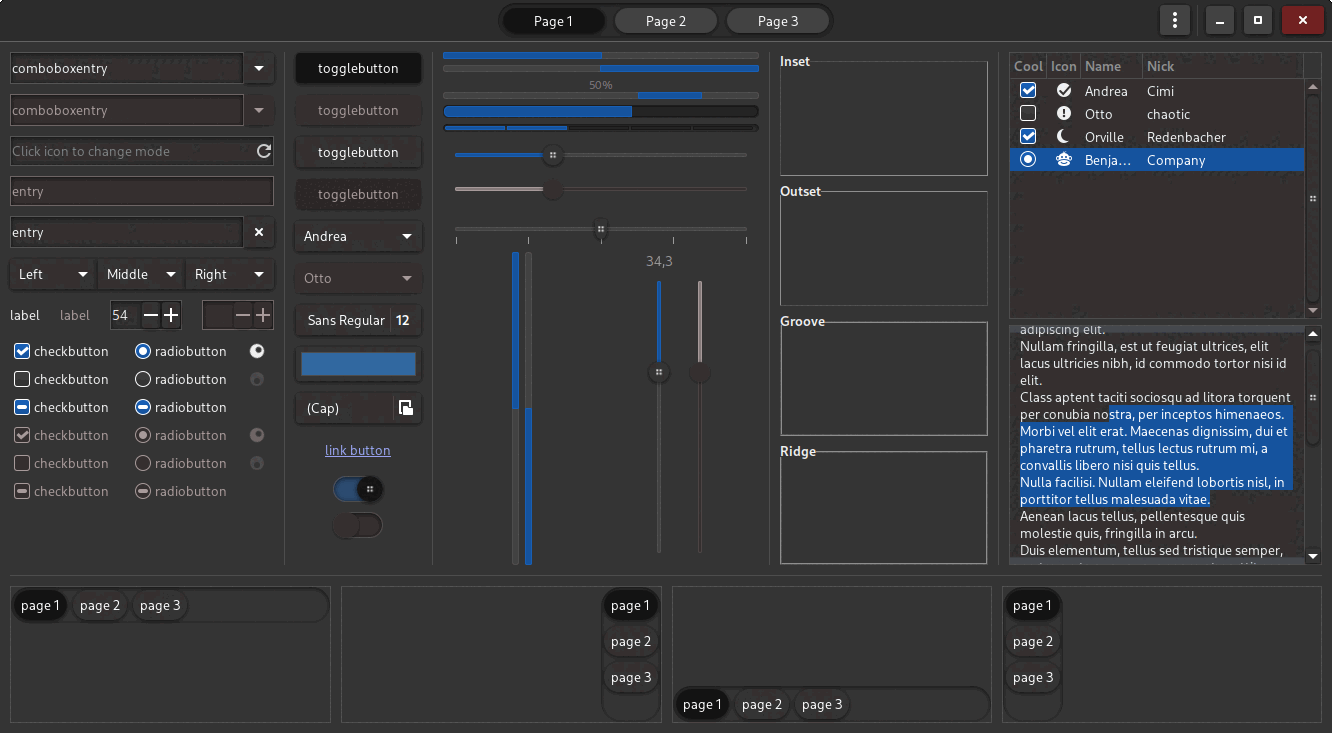 Page 1
Page 2
Page 3
comboboxentry
comboboxentry
Click icon to change mode
entry
entry
Left
Middle
Right
label
label
54
checkbutton
radiobutton
checkbutton
radiobutton
checkbutton
radiobutton
checkbutton
radiobutton
checkbutton
radiobutton
checkbutton
radiobutton
togglebutton
togglebutton
togglebutton
togglebutton
Andrea
Otto
Sans Regular 12
(Cap)
link button
50%
34,3
Inset
Outset
Groove
Ridge
Cool Icon Name Nick
Andrea Cimi
Otto chaotic
Orville Redenbacher
Benja... Company
adipiscing elit.
Nullam fringilla, est ut feugiat ultrices, elit
lacus ultricies nibh, id commodo tortor nisi id
elit.
Class aptent taciti sociosqu ad litora torquent
per conubia nostra, per inceptos himenaeos.
Morbi vel elit erat. Maecenas dignissim, dui et
pharetra rutrum, tellus lectus rutrum mi, a
convallis libero nisi quis tellus.
Nulla facilisi. Nullam eleifend lobortis nisl, in
porttitor tellus malesuada vitae.
Aenean lacus tellus, pellentesque quis
molestie quis, fringilla in arcu.
Duis elementum, tellus sed tristique semper,
page 1
page 2
page 3
page 1
page 2
page 3
page 1
page 2
page 3
page 1
page 2
page 3